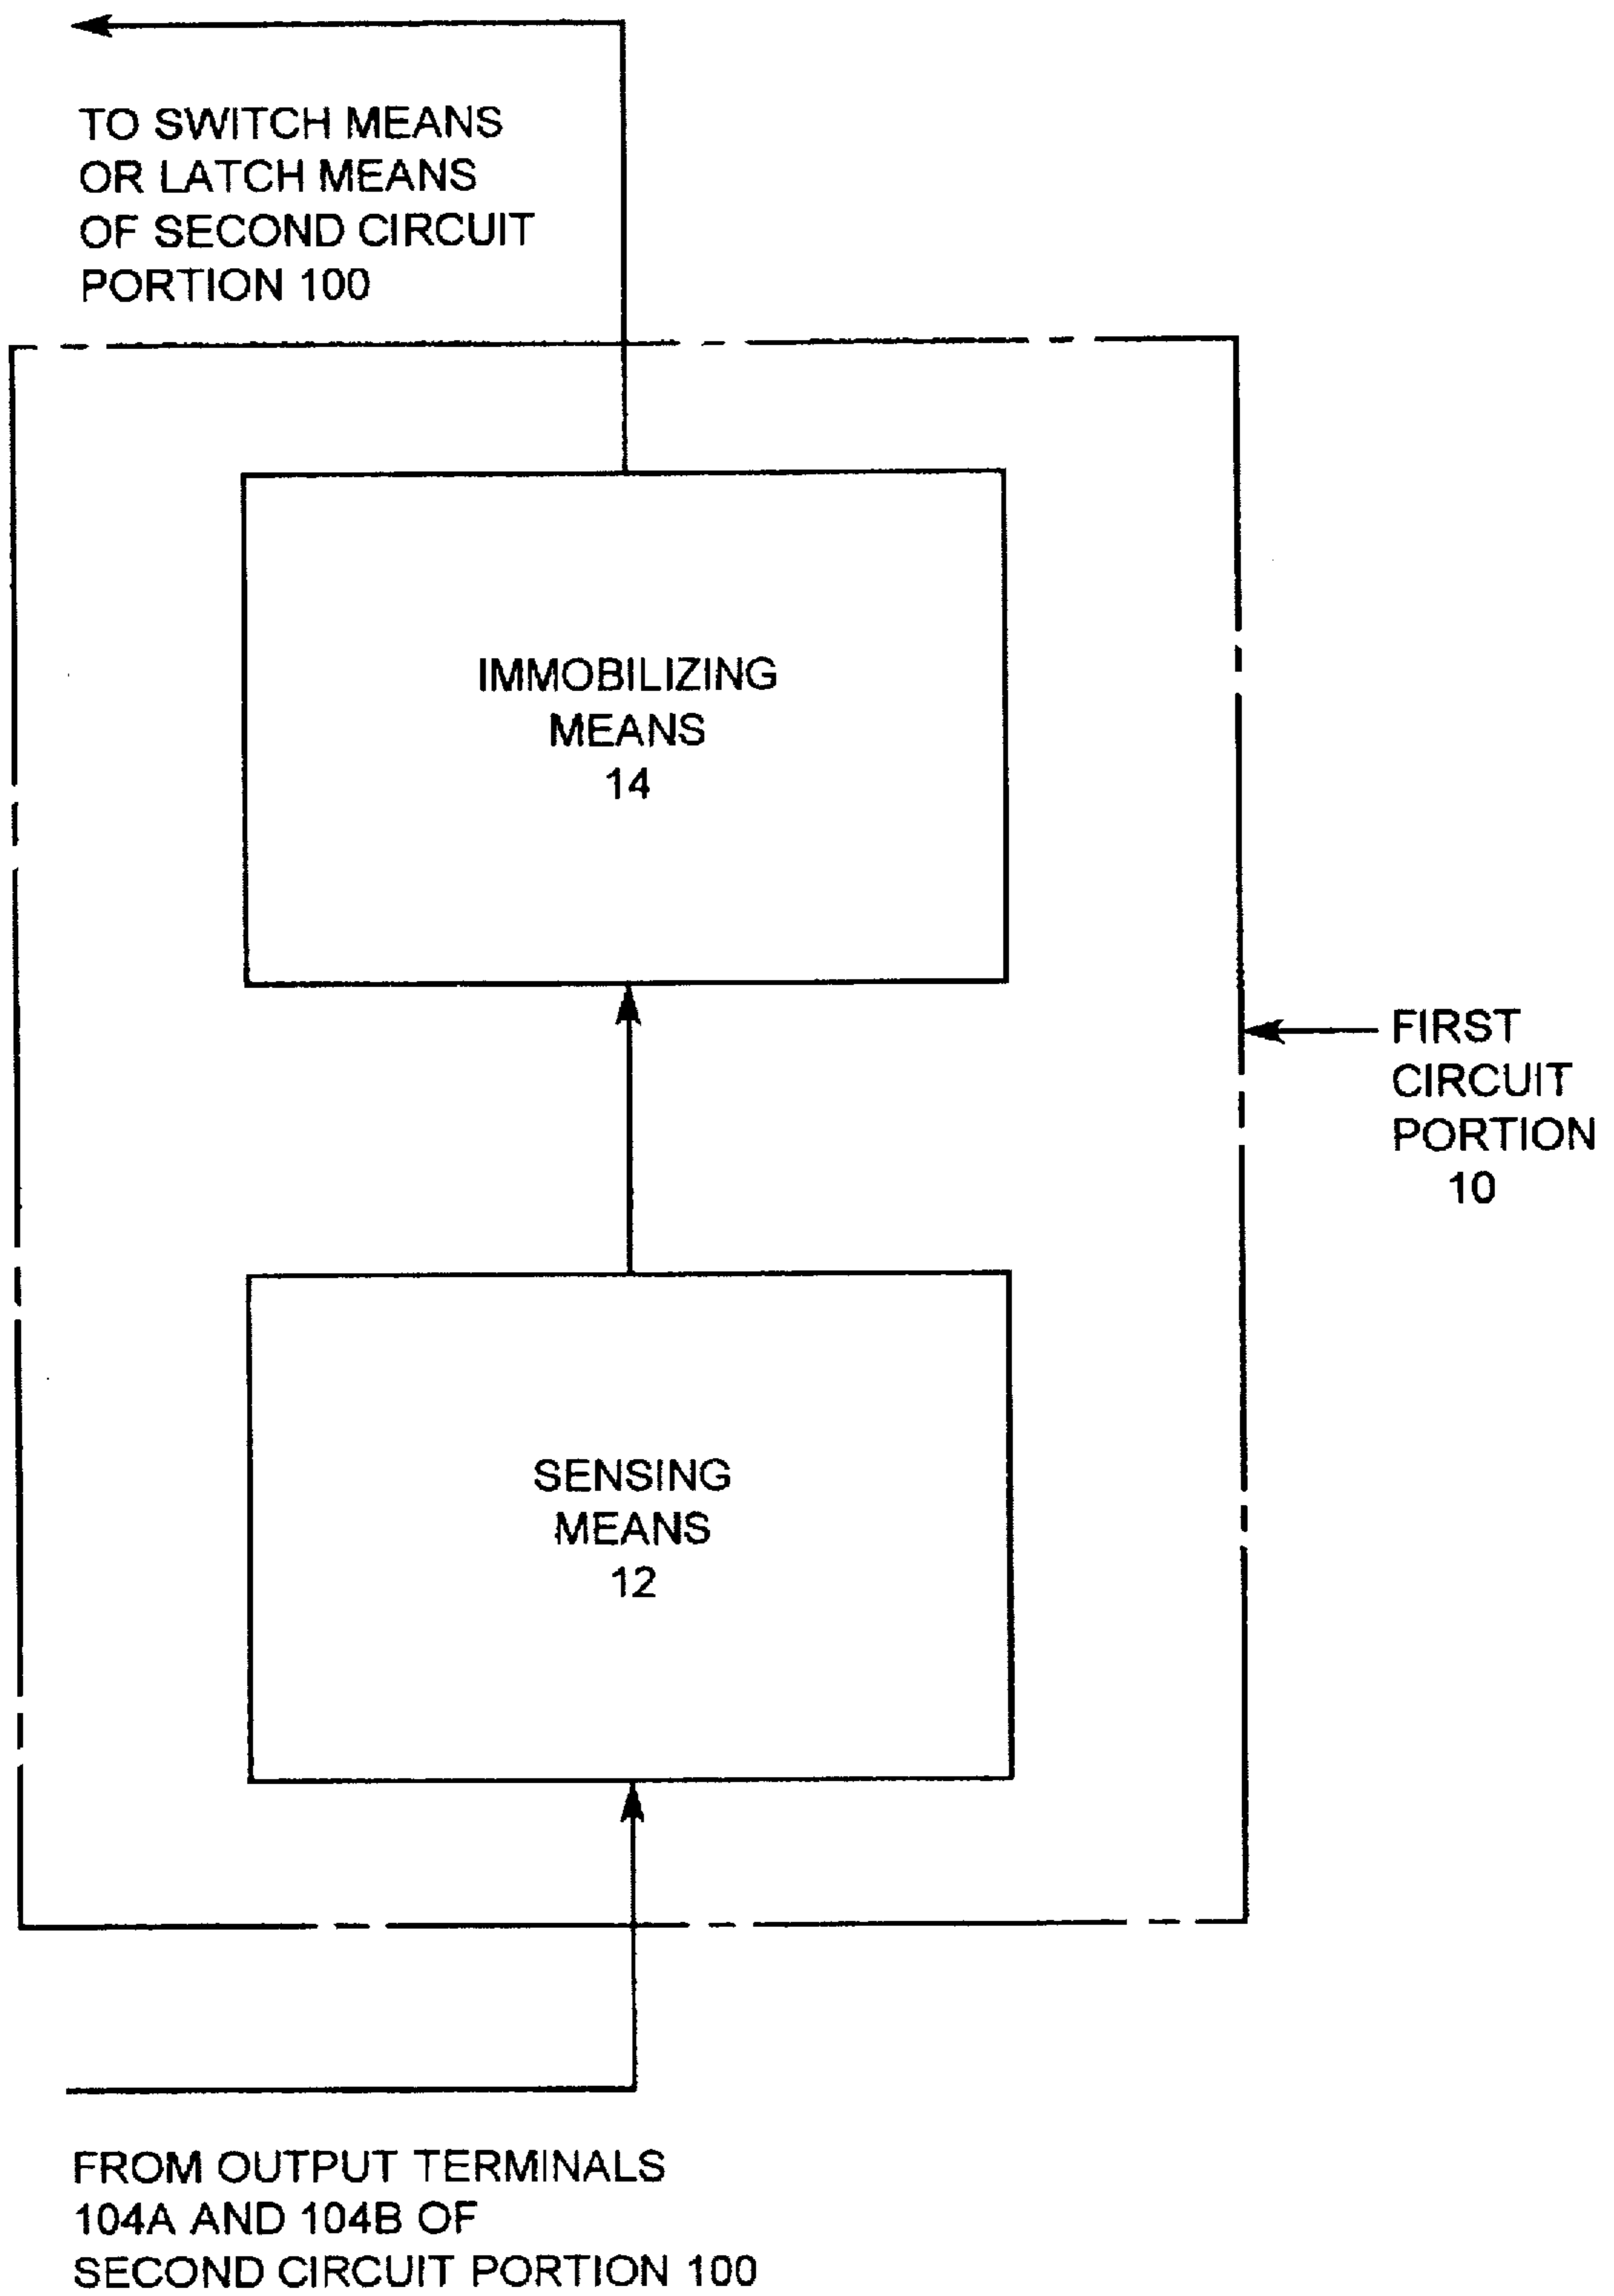 TO SWITCH MEANS
OR LATCH MEANS
OF SECOND CIRCUIT
PORTION 100
IMMOBILIZING
MEANS
14
FIRST
CIRCUIT
PORTION
10
SENSING
MEANS
12
FROM OUTPUT TERMINALS
104A AND 104B OF
SECOND CIRCUIT PORTION 100